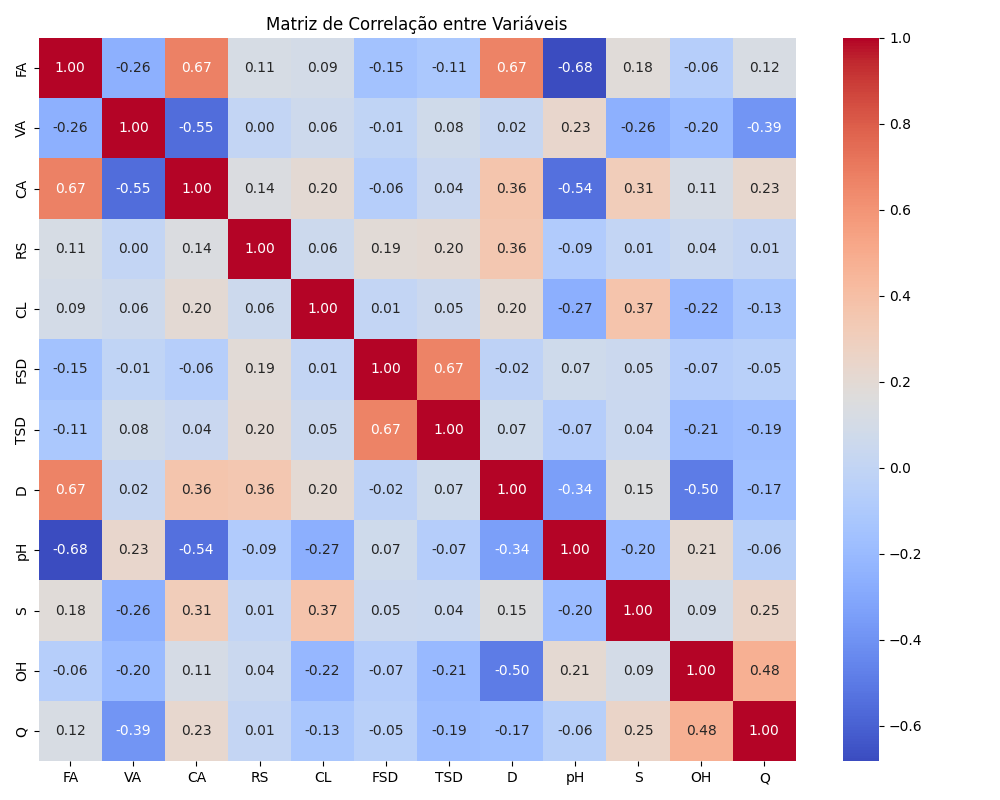 Matriz de Correlação entre Variáveis
FA 1.00 -0.26 0.67 0.11 0.09 -0.15 -0.11 0.67 -0.68 0.18 -0.06 0.12
VA -0.26 1.00 -0.55 0.00 0.06 -0.01 0.08 0.02 0.23 -0.26 -0.20 -0.39
CA 0.67 -0.55 1.00 0.14 0.20 -0.06 0.04 0.36 -0.54 0.31 0.11 0.23
RS 0.11 0.00 0.14 1.00 0.06 0.19 0.20 0.36 -0.09 0.01 0.04 0.01
CL 0.09 0.06 0.20 0.06 1.00 0.01 0.05 0.20 -0.27 0.37 -0.22 -0.13
FSD -0.15 -0.01 -0.06 0.19 0.01 1.00 0.67 -0.02 0.07 0.05 -0.07 -0.05
TSD -0.11 0.08 0.04 0.20 0.05 0.67 1.00 0.07 -0.07 0.04 -0.21 -0.19
D 0.67 0.02 0.36 0.36 0.20 -0.02 0.07 1.00 -0.34 0.15 -0.50 -0.17
pH -0.68 0.23 -0.54 -0.09 -0.27 0.07 -0.07 -0.34 1.00 -0.20 0.21 -0.06
S 0.18 -0.26 0.31 0.01 0.37 0.05 0.04 0.15 -0.20 1.00 0.09 0.25
OH -0.06 -0.20 0.11 0.04 -0.22 -0.07 -0.21 -0.50 0.21 0.09 1.00 0.48
Q 0.12 -0.39 0.23 0.01 -0.13 -0.05 -0.19 -0.17 -0.06 0.25 0.48 1.00
FA VA CA RS CL FSD TSD D pH S OH Q
1.0
0.8
0.6
0.4
0.2
0.0
−0.2
−0.4
−0.6